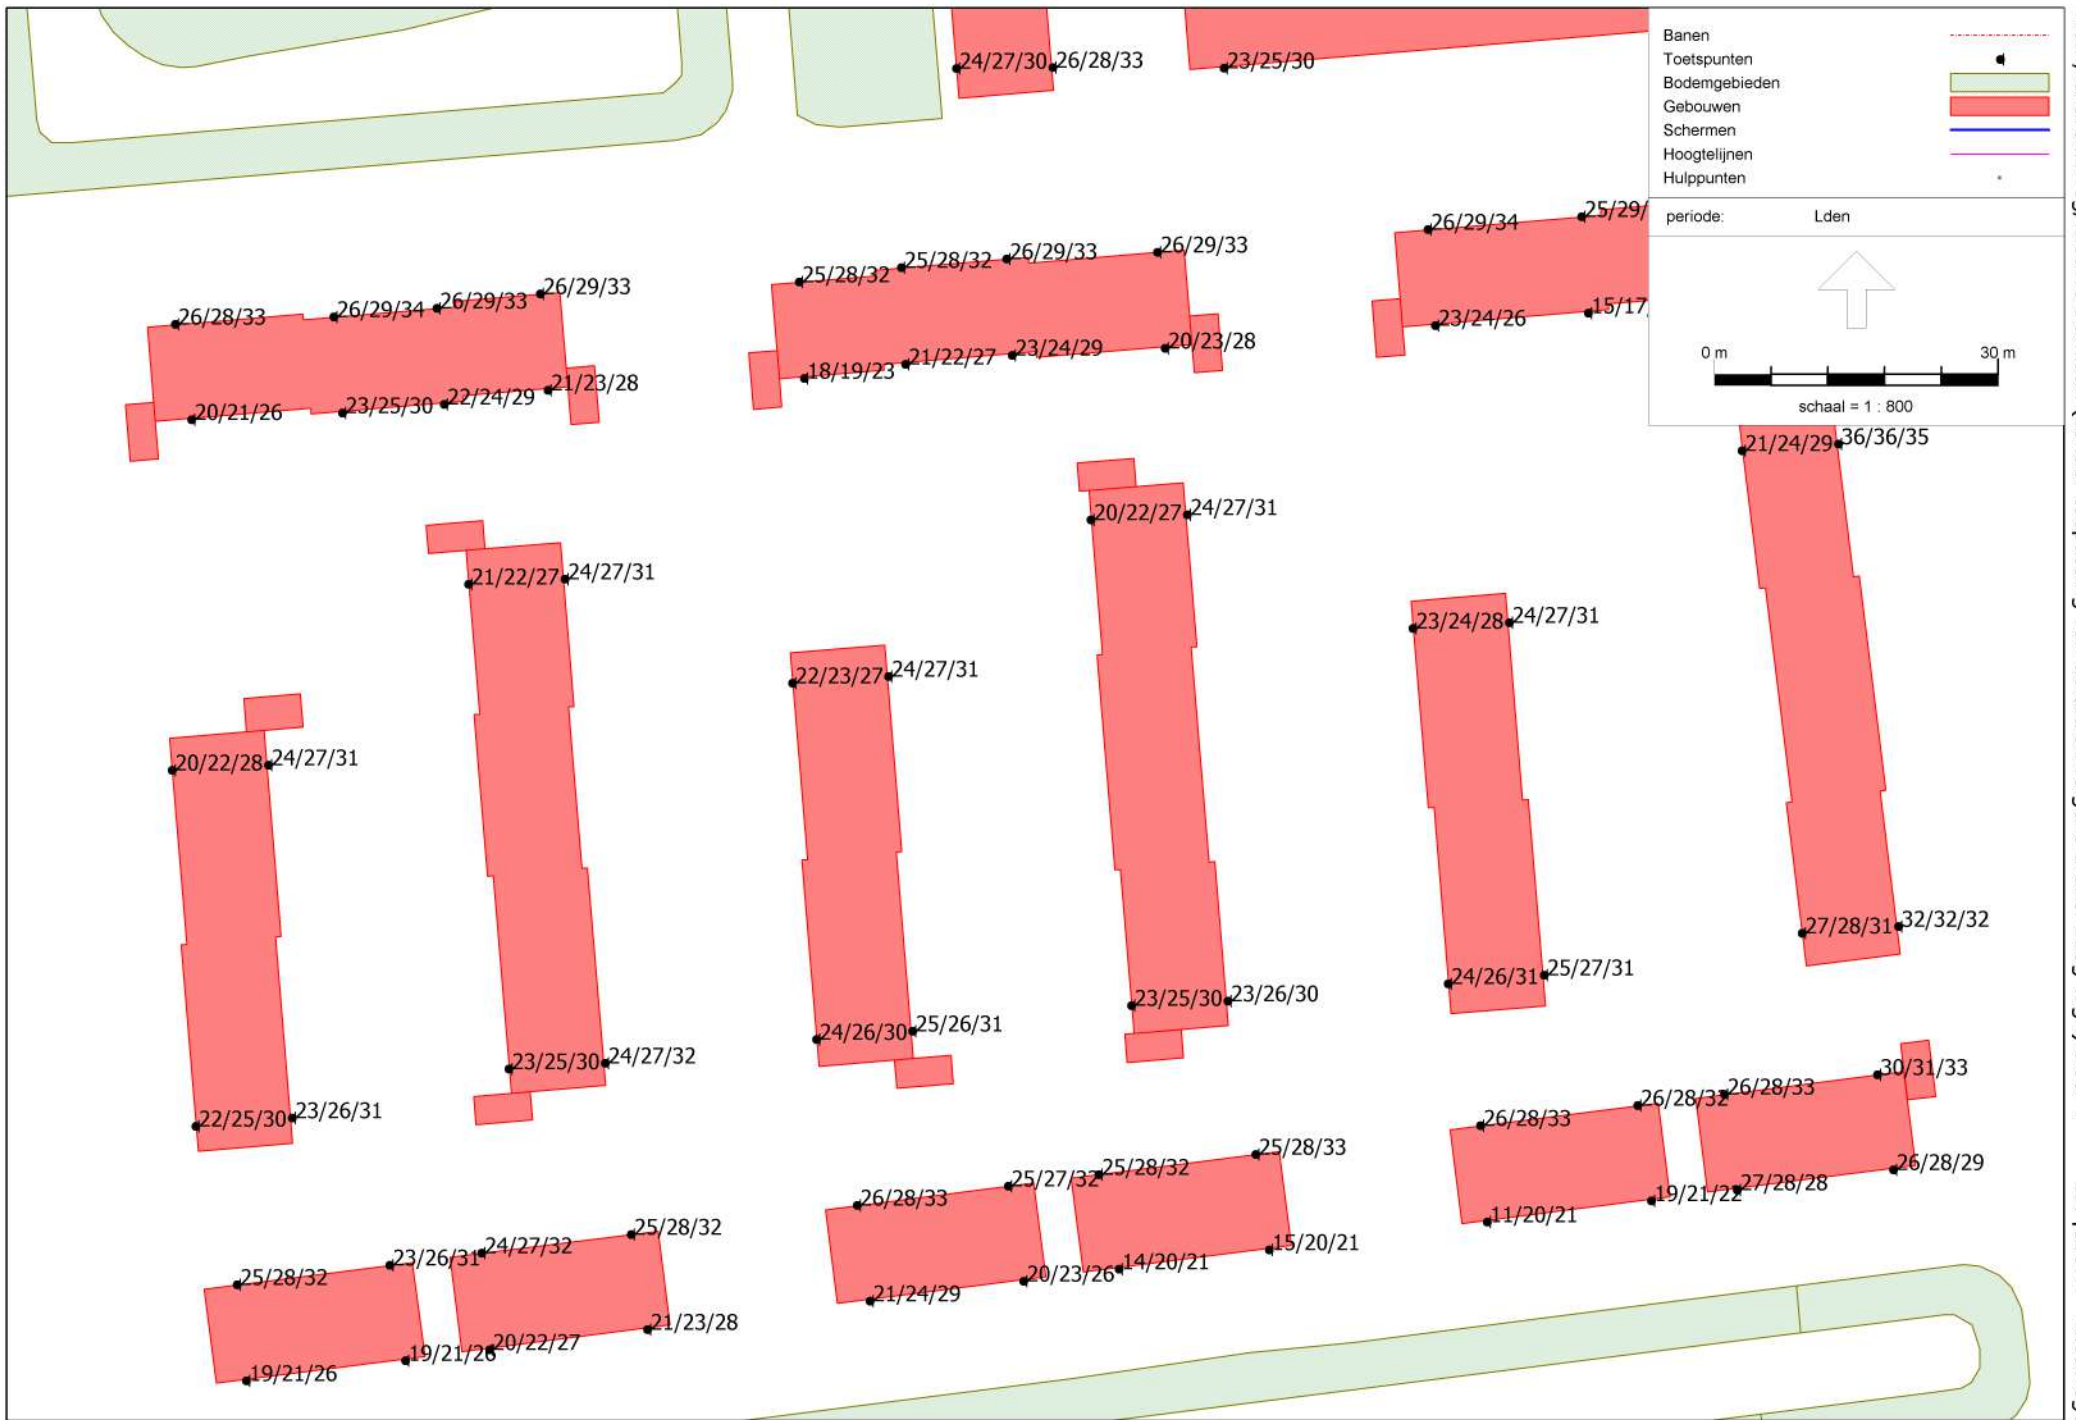 24/27/30 26/28/33 23/25/30
Banen
Toetspunten
Bodemgebieden
Gebouwen
Schermen
Hoogtelijnen
Hulppunten
periode: Lden
0 m 30 m
schaal = 1 : 800
26/29/34 25/29/
23/24/26 15/17
25/28/32 25/28/32 26/29/33 26/29/33
18/19/23 21/22/27 23/24/29 20/23/28
26/28/33 26/29/34 26/29/33 26/29/33
20/21/26 23/25/30 22/24/29 21/23/28
21/24/29 36/36/35
20/22/27 24/27/31
21/22/27 24/27/31
23/24/28 24/27/31
22/23/27 24/27/31
20/22/28 24/27/31
27/28/31 32/32/32
24/26/31 25/27/31
23/25/30 23/26/30
24/26/30 25/26/31
23/25/30 24/27/32
22/25/30 23/26/31
26/28/33 26/28/32 26/28/33 30/31/33
11/20/21 19/21/22 27/28/28 26/28/29
26/28/33 25/27/32 25/28/32 25/28/33
21/24/29 20/23/26 14/20/21 15/20/21
25/28/32 23/26/31 24/27/32 25/28/32
19/21/26 19/21/26 20/22/27 21/23/28